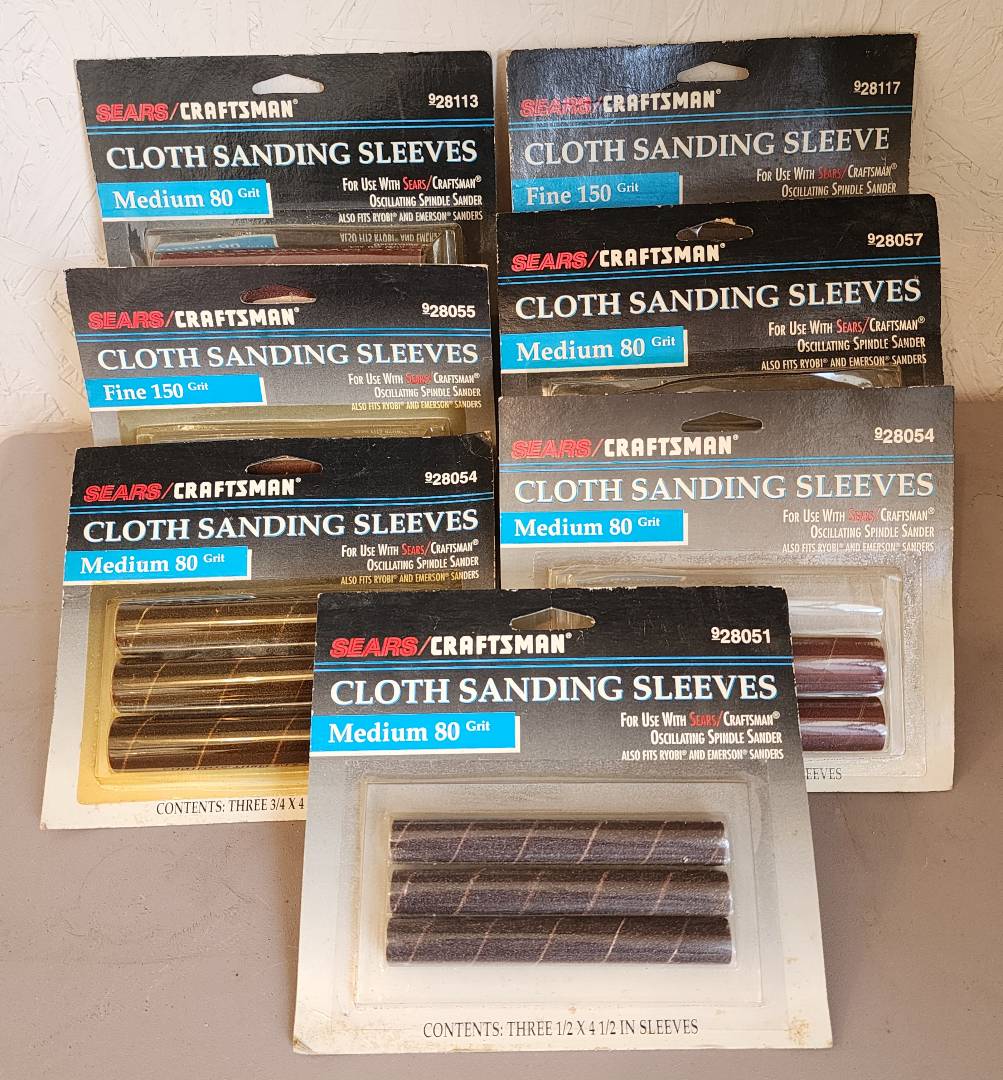 SEARS/CRAFTSMAN® 928113
CLOTH SANDING SLEEVES
Medium 80 Grit
FOR USE WITH SEARS/CRAFTSMAN®
OSCILLATING SPINDLE SANDER
ALSO FITS RYOBI® AND EMERSON® SANDERS
SEARS/CRAFTSMAN® 928117
CLOTH SANDING SLEEVE
Fine 150 Grit
FOR USE WITH SEARS/CRAFTSMAN®
OSCILLATING SPINDLE SANDER
SEARS/CRAFTSMAN® 928055
CLOTH SANDING SLEEVES
Fine 150 Grit
FOR USE WITH SEARS/CRAFTSMAN®
OSCILLATING SPINDLE SANDER
ALSO FITS RYOBI® AND EMERSON® SANDERS
SEARS/CRAFTSMAN® 928057
CLOTH SANDING SLEEVES
Medium 80 Grit
FOR USE WITH SEARS/CRAFTSMAN®
OSCILLATING SPINDLE SANDER
ALSO FITS RYOBI® AND EMERSON® SANDERS
SEARS/CRAFTSMAN® 928054
CLOTH SANDING SLEEVES
Medium 80 Grit
FOR USE WITH SEARS/CRAFTSMAN®
OSCILLATING SPINDLE SANDER
ALSO FITS RYOBI® AND EMERSON® SANDERS
CONTENTS: THREE 3/4 X 4
SEARS/CRAFTSMAN® 928054
CLOTH SANDING SLEEVES
Medium 80 Grit
FOR USE WITH SEARS/CRAFTSMAN®
OSCILLATING SPINDLE SANDER
ALSO FITS RYOBI® AND EMERSON® SANDERS
EEVES
SEARS/CRAFTSMAN® 928051
CLOTH SANDING SLEEVES
Medium 80 Grit
FOR USE WITH SEARS/CRAFTSMAN®
OSCILLATING SPINDLE SANDER
ALSO FITS RYOBI® AND EMERSON® SANDERS
CONTENTS: THREE 1/2 X 4 1/2 IN SLEEVES